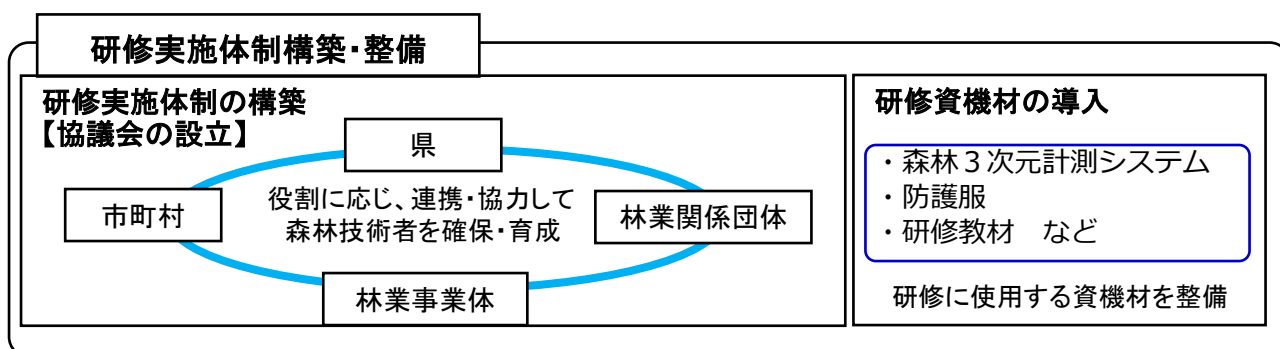 研修実施体制構築・整備
研修実施体制の構築
【協議会の設立】
県
市町村
役割に応じ、連携・協力して
森林技術者を確保・育成
林業関係団体
林業事業体
研修資機材の導入
・森林３次元計測システム
・防護服
・研修教材　など
研修に使用する資機材を整備